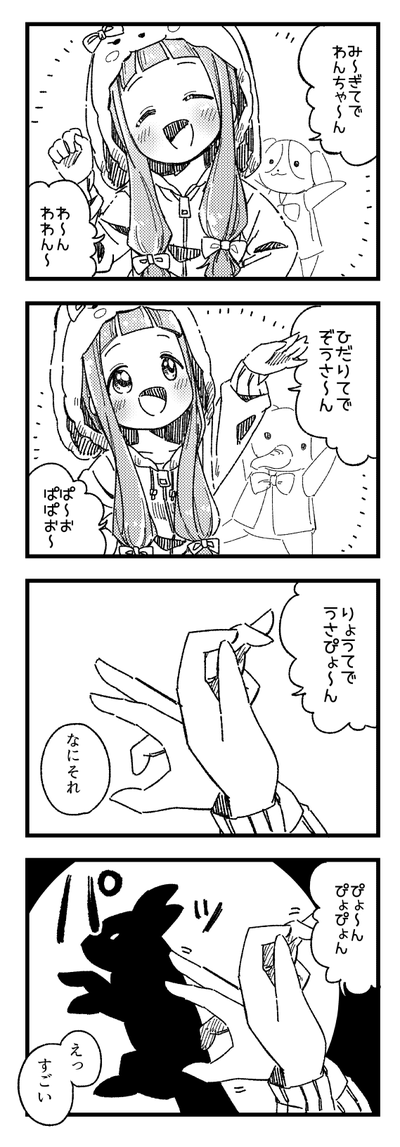 み〜ぎてで
わんちゃ〜ん
わ〜ん
わわん〜
ひだりてで
ぞうさ〜ん
ぱ〜お
ぱぱお〜
りょうてで
うさぴょ〜ん
なにそれ
ぴょ〜ん
ぴょぴょん
えっ
すごい